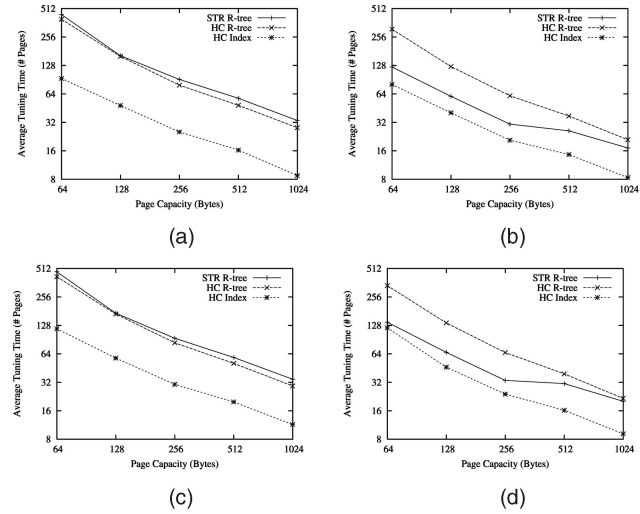 512
256
128
64
32
16
8
64
128
256
512
1024
Average Tuning Time (# Pages)
Page Capacity (Bytes)
STR R-tree
HC R-tree
HC Index
(a)
512
256
128
64
32
16
8
64
128
256
512
1024
Average Tuning Time (# Pages)
Page Capacity (Bytes)
STR R-tree
HC R-tree
HC Index
(b)
512
256
128
64
32
16
8
64
128
256
512
1024
Average Tuning Time (# Pages)
Page Capacity (Bytes)
STR R-tree
HC R-tree
HC Index
(c)
512
256
128
64
32
16
8
64
128
256
512
1024
Average Tuning Time (# Pages)
Page Capacity (Bytes)
STR R-tree
HC R-tree
HC Index
(d)